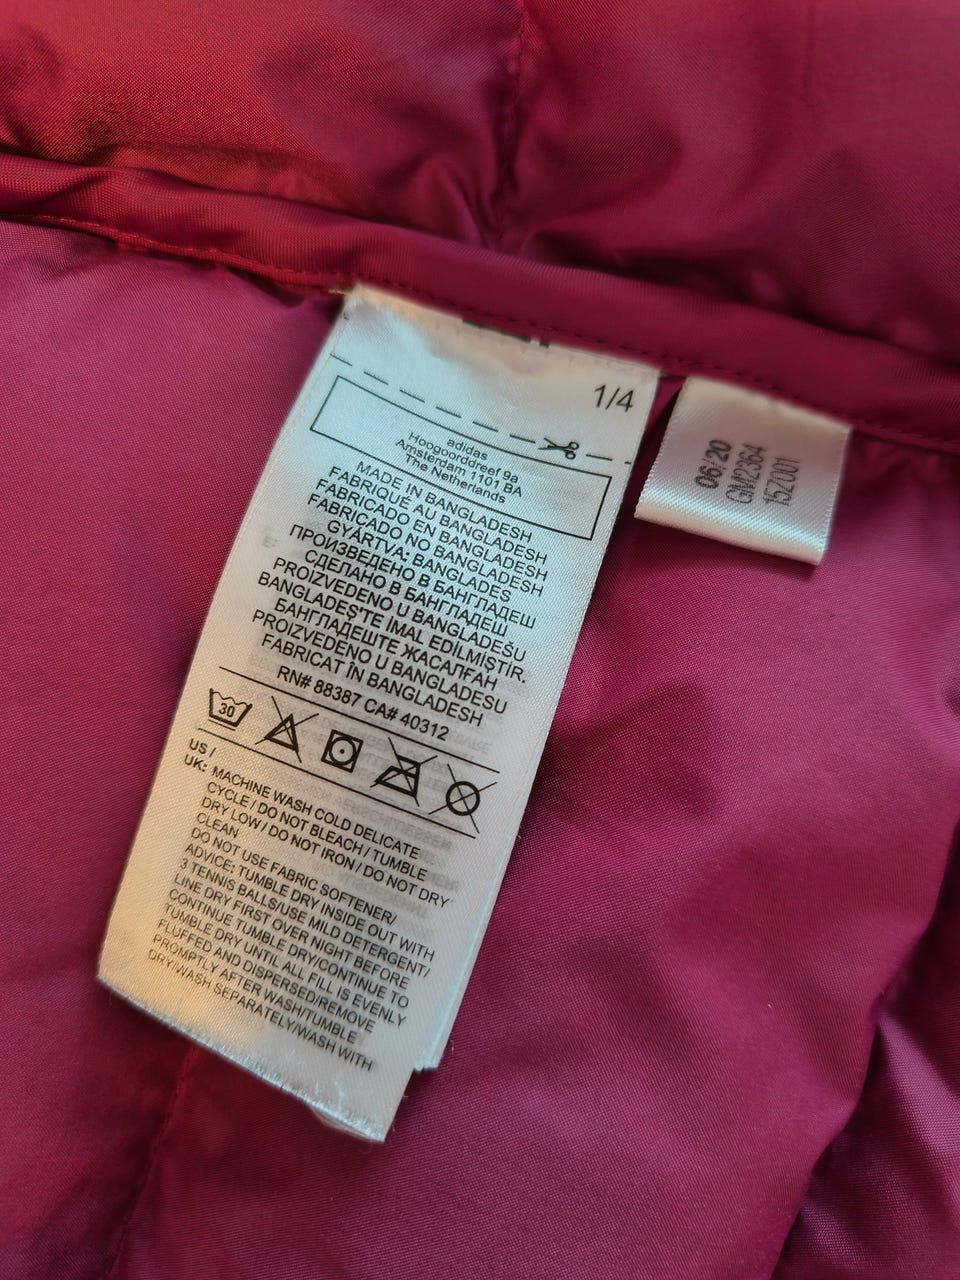 1/4
adidas
Hoogoorddreef 9a
Amsterdam 1101 BA
The Netherlands
MADE IN BANGLADESH
FABRIQUÉ AU BANGLADESH
FABRICADO EN BANGLADESH
FABRICADO NO BANGLADESH
GYÁRTVA: BANGLADES
ПРОИЗВЕДЕНО В БАНГЛАДЕШ
СДЕЛАНО В БАНГЛАДЕШ
PROIZVEDENO U BANGLADEŠU
BANGLADEŞ'TE İMAL EDİLMİŞTİR.
БАНГЛАДЕШТЕ ЖАСАЛҒАН
PROIZVEDENO U BANGLADESU
FABRICAT ÎN BANGLADESH
RN# 88387 CA# 40312
30
US /
UK: MACHINE WASH COLD DELICATE
CYCLE / DO NOT BLEACH / TUMBLE
DRY LOW / DO NOT IRON / DO NOT DRY
CLEAN
DO NOT USE FABRIC SOFTENER/
ADVICE: TUMBLE DRY INSIDE OUT WITH
3 TENNIS BALLS/USE MILD DETERGENT/
LINE DRY FIRST OVER NIGHT BEFORE
CONTINUE TUMBLE DRY/CONTINUE TO
TUMBLE DRY UNTIL ALL FILL IS EVENLY
FLUFFED AND DISPERSED/REMOVE
PROMPTLY AFTER WASH/TUMBLE
DRY/WASH SEPARATELY/WASH WITH
06/20
GM2364
15Z001